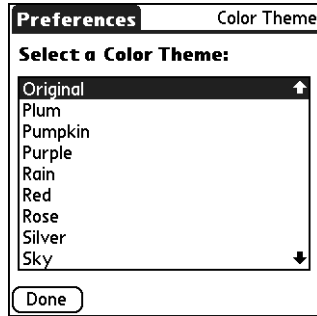 Preferences Color Theme
Select a Color Theme:
Original
Plum
Pumpkin
Purple
Rain
Red
Rose
Silver
Sky
Done